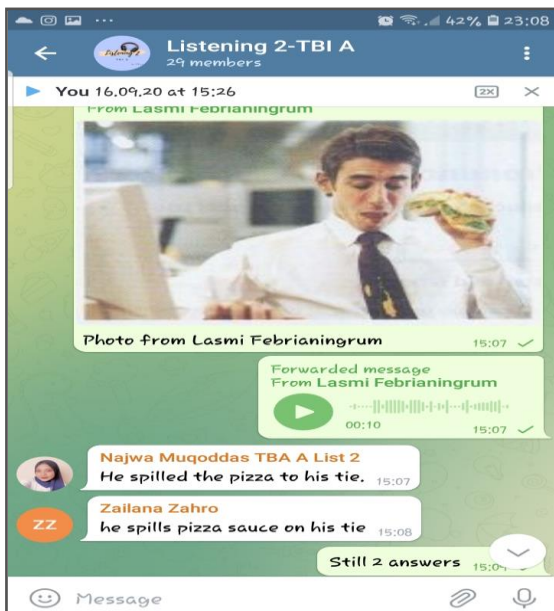 42% 23:08
Listening 2-TBI A
29 members
You 16.09.20 at 15:26
2X
From Lasmi Febrianingrum
Photo from Lasmi Febrianingrum 15:07
Forwarded message
From Lasmi Febrianingrum
00:10 15:07
Najwa Muqoddas TBA A List 2
He spilled the pizza to his tie. 15:07
ZZ
Zailana Zahro
he spills pizza sauce on his tie 15:08
Still 2 answers
Message